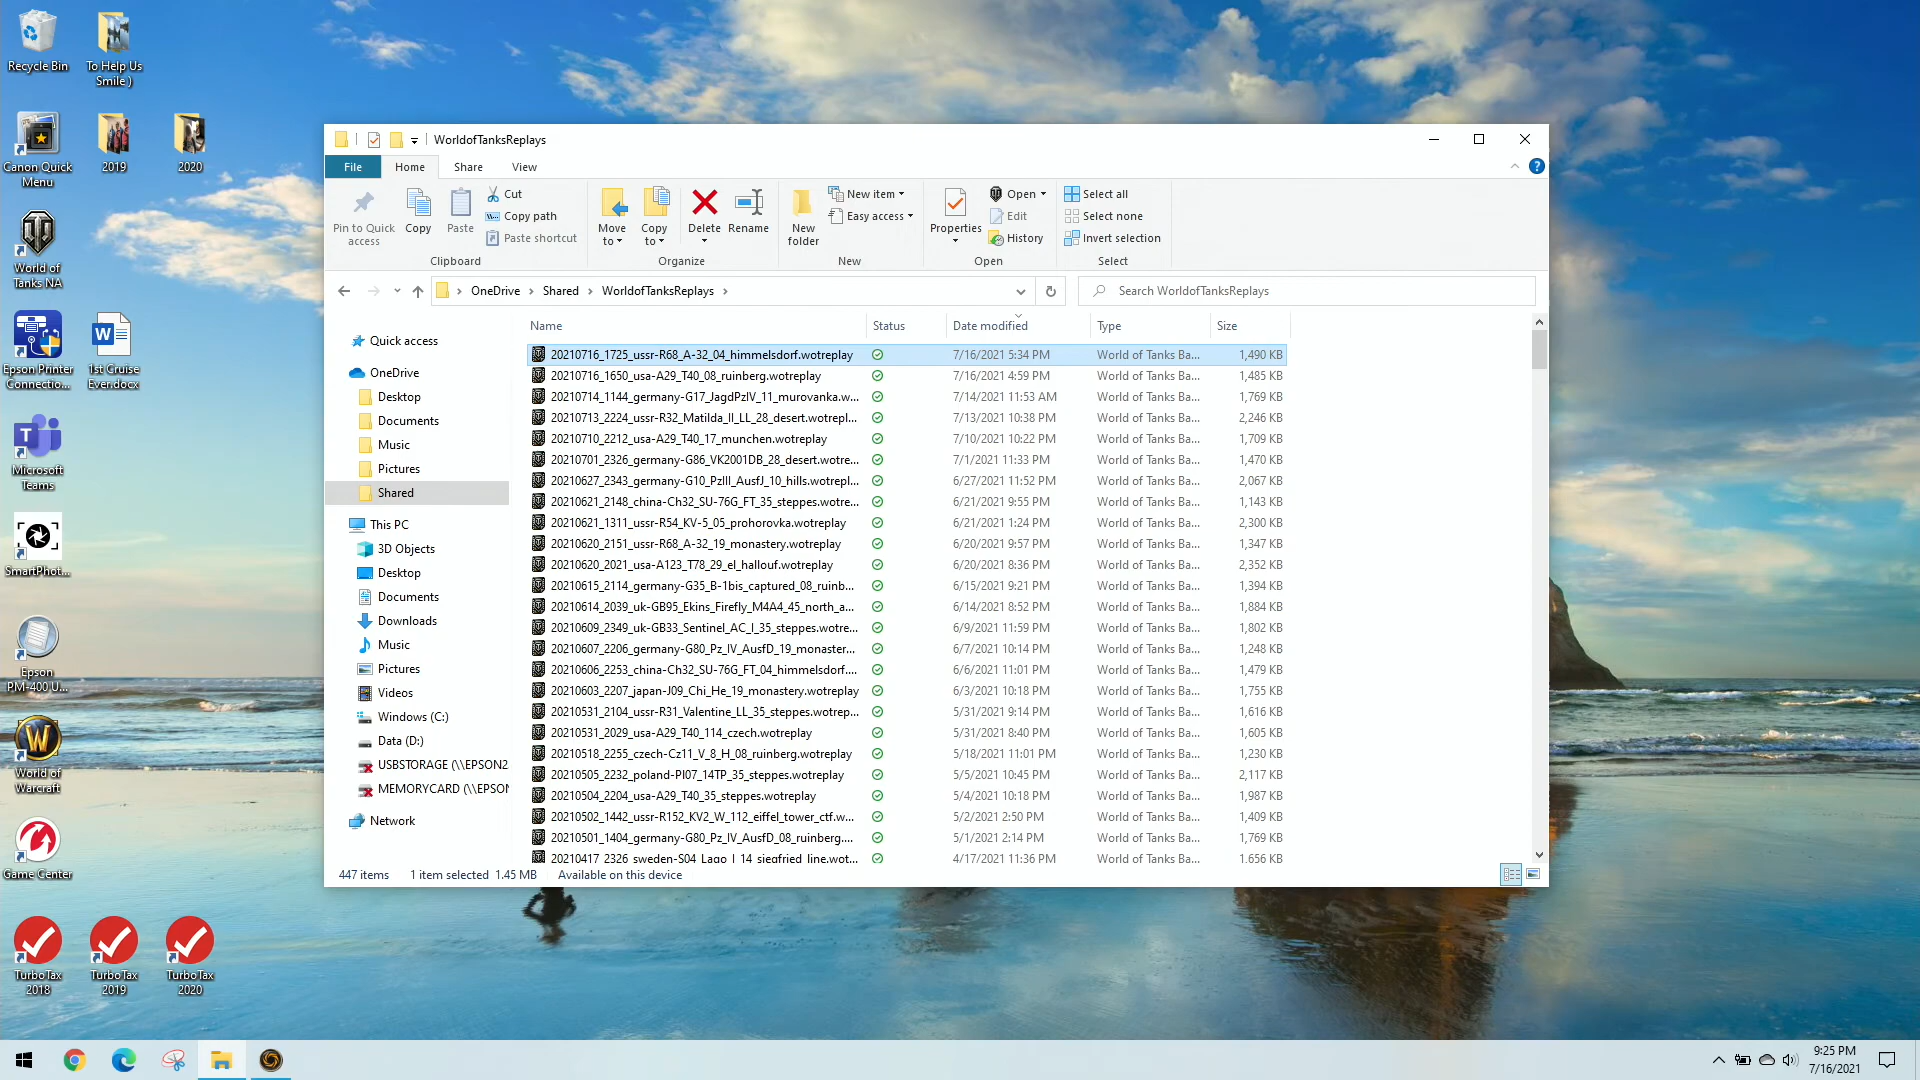 Recycle Bin
To Help Us
Smile )
Canon Quick
Menu
2019
2020
World of
Tanks NA
Epson Printer
Connectio...
1st Cruise
Ever.docx
Microsoft
Teams
SmartPhot...
Epson
PM-400 U...
World of
Warcraft
Game Center
TurboTax
2018
TurboTax
2019
TurboTax
2020
WorldofTanksReplays
File
Home
Share
View
Pin to Quick
access
Copy
Paste
Cut
Copy path
Paste shortcut
Clipboard
Move
to
Copy
to
Delete
Rename
Organize
New
folder
New item
Easy access
New
Properties
Open
Edit
History
Open
Select all
Select none
Invert selection
Select
OneDrive
Shared
WorldofTanksReplays
Search WorldofTanksReplays
Quick access
OneDrive
Desktop
Documents
Music
Pictures
Shared
This PC
3D Objects
Desktop
Documents
Downloads
Music
Pictures
Videos
Windows (C:)
Data (D:)
USBSTORAGE (\\EPSON2
MEMORYCARD (\\EPSON
Network
Name Status Date modified Type Size
20210716_1725_ussr-R68_A-32_04_himmelsdorf.wotreplay 7/16/2021 5:34 PM World of Tanks Ba... 1,490 KB
20210716_1650_usa-A29_T40_08_ruinberg.wotreplay 7/16/2021 4:59 PM World of Tanks Ba... 1,485 KB
20210714_1144_germany-G17_JagdPzIV_11_murovanka.w... 7/14/2021 11:53 AM World of Tanks Ba... 1,769 KB
20210713_2224_ussr-R32_Matilda_II_LL_28_desert.wotrepl... 7/13/2021 10:38 PM World of Tanks Ba... 2,246 KB
20210710_2212_usa-A29_T40_17_munchen.wotreplay 7/10/2021 10:22 PM World of Tanks Ba... 1,709 KB
20210701_2326_germany-G86_VK2001DB_28_desert.wotre... 7/1/2021 11:33 PM World of Tanks Ba... 1,470 KB
20210627_2343_germany-G10_PzIII_AusfJ_10_hills.wotrepl... 6/27/2021 11:52 PM World of Tanks Ba... 2,067 KB
20210621_2148_china-Ch32_SU-76G_FT_35_steppes.wotre... 6/21/2021 9:55 PM World of Tanks Ba... 1,143 KB
20210621_1311_ussr-R54_KV-5_05_prohorovka.wotreplay 6/21/2021 1:24 PM World of Tanks Ba... 2,300 KB
20210620_2151_ussr-R68_A-32_19_monastery.wotreplay 6/20/2021 9:57 PM World of Tanks Ba... 1,347 KB
20210620_2021_usa-A123_T78_29_el_hallouf.wotreplay 6/20/2021 8:36 PM World of Tanks Ba... 2,352 KB
20210615_2114_germany-G35_B-1bis_captured_08_ruinb... 6/15/2021 9:21 PM World of Tanks Ba... 1,394 KB
20210614_2039_uk-GB95_Ekins_Firefly_M4A4_45_north_a... 6/14/2021 8:52 PM World of Tanks Ba... 1,884 KB
20210609_2349_uk-GB33_Sentinel_AC_I_35_steppes.wotre... 6/9/2021 11:59 PM World of Tanks Ba... 1,802 KB
20210607_2206_germany-G80_Pz_IV_AusfD_19_monaster... 6/7/2021 10:14 PM World of Tanks Ba... 1,248 KB
20210606_2253_china-Ch32_SU-76G_FT_04_himmelsdorf.... 6/6/2021 11:01 PM World of Tanks Ba... 1,479 KB
20210603_2207_japan-J09_Chi_He_19_monastery.wotreplay 6/3/2021 10:18 PM World of Tanks Ba... 1,755 KB
20210531_2104_ussr-R31_Valentine_LL_35_steppes.wotrep... 5/31/2021 9:14 PM World of Tanks Ba... 1,616 KB
20210531_2029_usa-A29_T40_114_czech.wotreplay 5/31/2021 8:40 PM World of Tanks Ba... 1,605 KB
20210518_2255_czech-Cz11_V_8_H_08_ruinberg.wotreplay 5/18/2021 11:01 PM World of Tanks Ba... 1,230 KB
20210505_2232_poland-Pl07_14TP_35_steppes.wotreplay 5/5/2021 10:45 PM World of Tanks Ba... 2,117 KB
20210504_2204_usa-A29_T40_35_steppes.wotreplay 5/4/2021 10:18 PM World of Tanks Ba... 1,987 KB
20210502_1442_ussr-R152_KV2_W_112_eiffel_tower_ctf.w... 5/2/2021 2:50 PM World of Tanks Ba... 1,409 KB
20210501_1404_germany-G80_Pz_IV_AusfD_08_ruinberg.... 5/1/2021 2:14 PM World of Tanks Ba... 1,769 KB
20210417_2326_sweden-S04_Lago_I_14_siegfried_line.wot... 4/17/2021 11:36 PM World of Tanks Ba... 1,656 KB
447 items 1 item selected 1.45 MB Available on this device
9:25 PM
7/16/2021